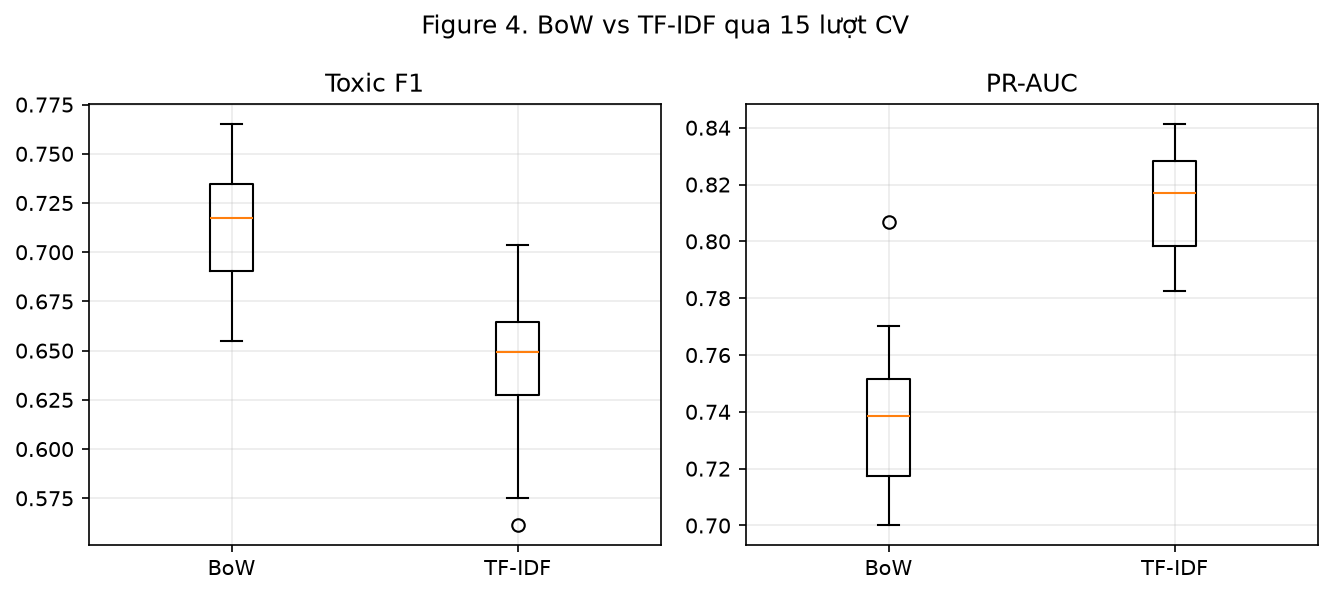 Figure 4. BoW vs TF-IDF qua 15 lượt CV
Toxic F1
0.775
0.750
0.725
0.700
0.675
0.650
0.625
0.600
0.575
BoW
TF-IDF
PR-AUC
0.84
0.82
0.80
0.78
0.76
0.74
0.72
0.70
BoW
TF-IDF